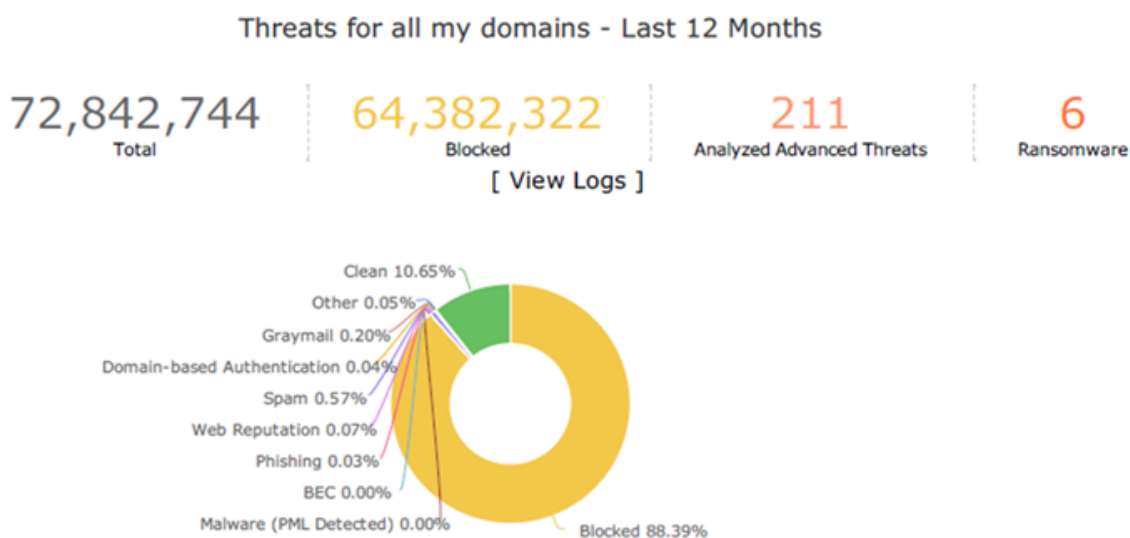 Threats for all my domains - Last 12 Months
72,842,744
Total
64,382,322
Blocked
211
Analyzed Advanced Threats
6
Ransomware
[ View Logs ]
Clean 10.65%
Other 0.05%
Graymail 0.20%
Domain-based Authentication 0.04%
Spam 0.57%
Web Reputation 0.07%
Phishing 0.03%
BEC 0.00%
Malware (PML Detected) 0.00%
Blocked 88.39%